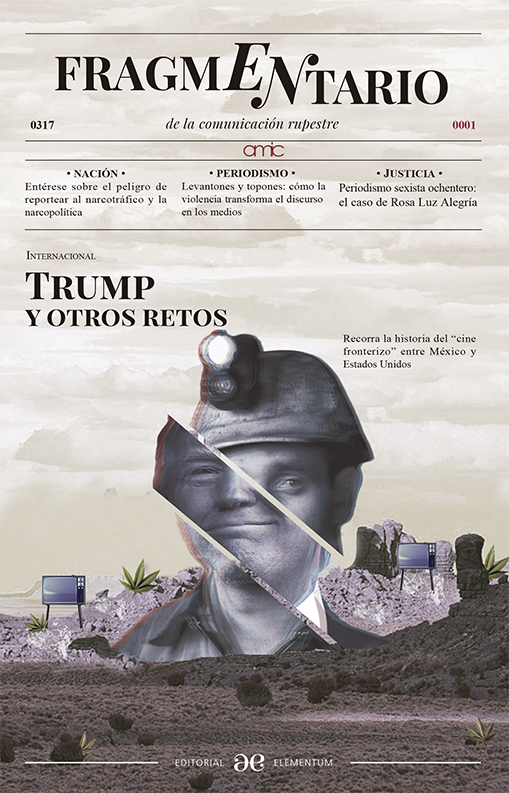 FRAGMENTARIO
0317
de la comunicación rupestre
0001
amic
• NACIÓN •
Entérese sobre el peligro de
reportear al narcotráfico y la
narcopolítica
• PERIODISMO •
Levantones y topones: cómo la
violencia transforma el discurso
en los medios
• JUSTICIA •
Periodismo sexista ochentero:
el caso de Rosa Luz Alegría
INTERNACIONAL
TRUMP
Y OTROS RETOS
Recorra la historia del “cine
fronterizo” entre México y
Estados Unidos
EDITORIAL ee ELEMENTUM